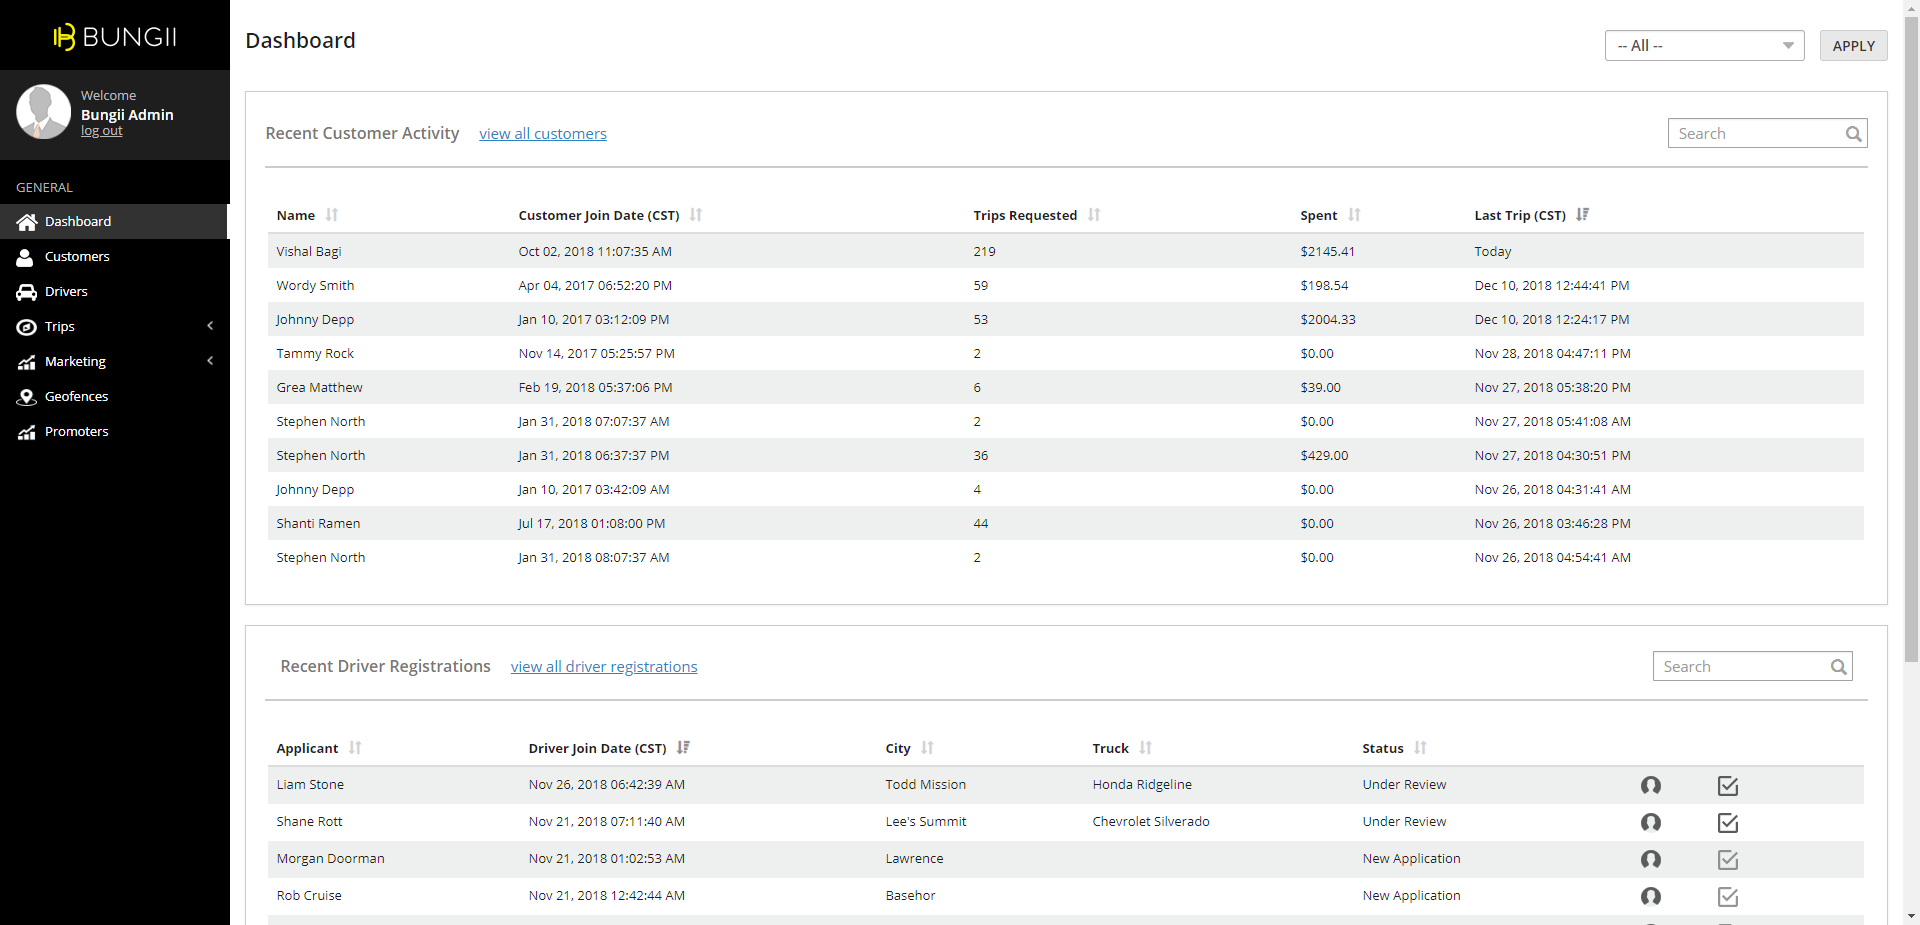 BUNGII
Welcome
Bungii Admin
log out
GENERAL
Dashboard
Customers
Drivers
Trips
Marketing
Geofences
Promoters
Dashboard
-- All --
APPLY
Recent Customer Activity view all customers Search
Name Customer Join Date (CST) Trips Requested Spent Last Trip (CST)
Vishal Bagi Oct 02, 2018 11:07:35 AM 219 $2145.41 Today
Wordy Smith Apr 04, 2017 06:52:20 PM 59 $198.54 Dec 10, 2018 12:44:41 PM
Johnny Depp Jan 10, 2017 03:12:09 PM 53 $2004.33 Dec 10, 2018 12:24:17 PM
Tammy Rock Nov 14, 2017 05:25:57 PM 2 $0.00 Nov 28, 2018 04:47:11 PM
Grea Matthew Feb 19, 2018 05:37:06 PM 6 $39.00 Nov 27, 2018 05:38:20 PM
Stephen North Jan 31, 2018 07:07:37 AM 2 $0.00 Nov 27, 2018 05:41:08 AM
Stephen North Jan 31, 2018 06:37:37 PM 36 $429.00 Nov 27, 2018 04:30:51 PM
Johnny Depp Jan 10, 2017 03:42:09 AM 4 $0.00 Nov 26, 2018 04:31:41 AM
Shanti Ramen Jul 17, 2018 01:08:00 PM 44 $0.00 Nov 26, 2018 03:46:28 PM
Stephen North Jan 31, 2018 08:07:37 AM 2 $0.00 Nov 26, 2018 04:54:41 AM
Recent Driver Registrations view all driver registrations Search
Applicant Driver Join Date (CST) City Truck Status
Liam Stone Nov 26, 2018 06:42:39 AM Todd Mission Honda Ridgeline Under Review
Shane Rott Nov 21, 2018 07:11:40 AM Lee's Summit Chevrolet Silverado Under Review
Morgan Doorman Nov 21, 2018 01:02:53 AM Lawrence New Application
Rob Cruise Nov 21, 2018 12:42:44 AM Basehor New Application